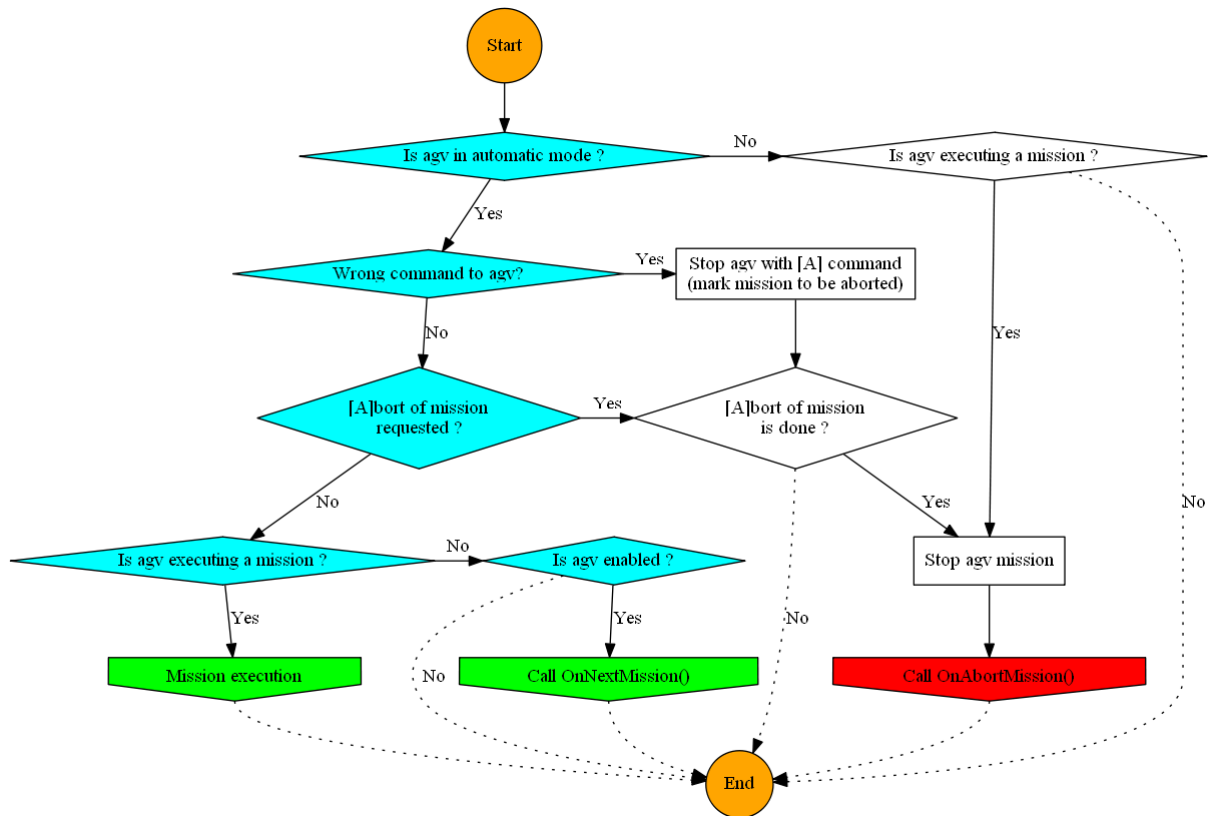 Start
Is agv in automatic mode ?
No
Is agv executing a mission ?
Yes
Wrong command to agv?
Yes
Stop agv with [A] command
(mark mission to be aborted)
No
Yes
[A]bort of mission
requested ?
Yes
[A]bort of mission
is done ?
No
Yes
No
Is agv executing a mission ?
No
Is agv enabled ?
Stop agv mission
Yes
Yes
No
No
Mission execution
Call OnNextMission()
Call OnAbortMission()
End